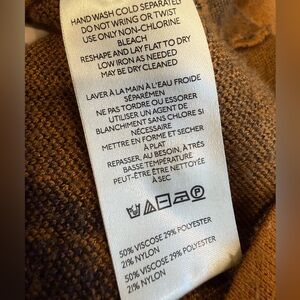 HAND WASH COLD SEPARATELY
DO NOT WRING OR TWIST
USE ONLY NON-CHLORINE
BLEACH
RESHAPE AND LAY FLAT TO DRY
LOW IRON AS NEEDED
MAY BE DRY CLEANED
LAVER À LA MAIN À L'EAU FROIDE
SÉPARÉMEN
NE PAS TORDRE OU ESSORER
UTILISER UN AGENT DE
BLANCHIMENT SANS CHLORE SI
NÉCESSAIRE
METTRE EN FORME ET SECHER
À PLAT
REPASSER, AU BESOIN, À TRÈS
BASSE TEMPÉRATURE
PEUT-ÊTRE ÊTRE NETTOYÉE
À SEC
50% VISCOSE 29% POLYESTER
21% NYLON
50% VISCOSE 29% POLYESTER
21% NYLON